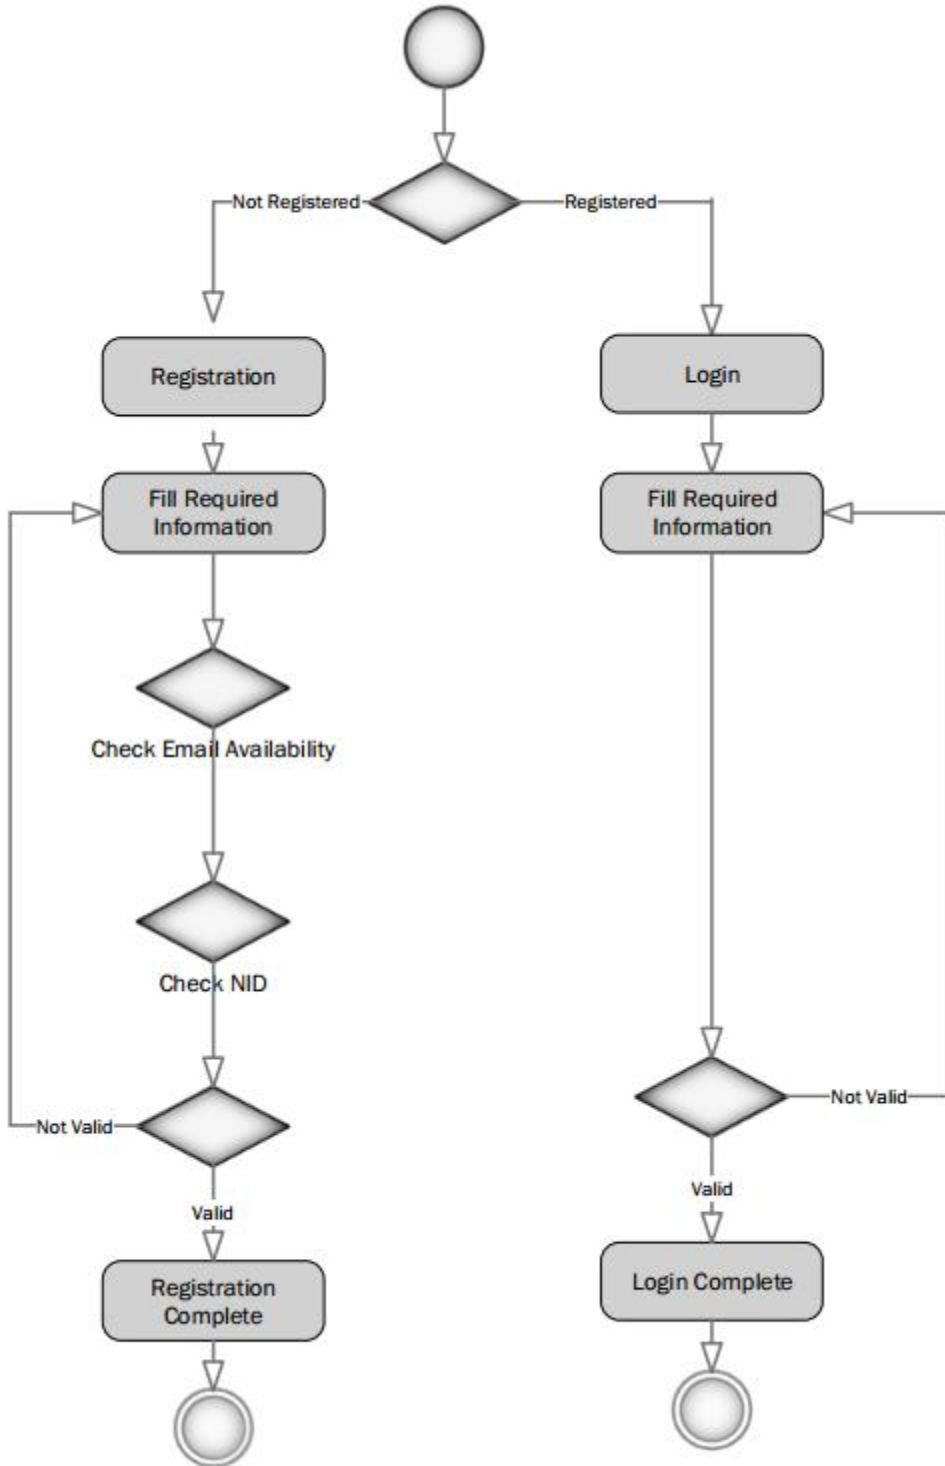 Not Registered
Registered
Registration
Login
Fill Required
Information
Fill Required
Information
Check Email Availability
Check NID
Not Valid
Not Valid
Valid
Valid
Registration
Complete
Login Complete